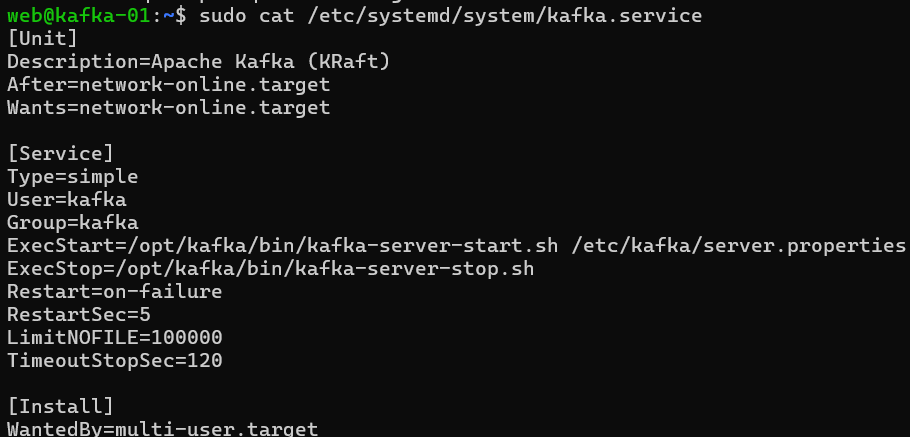 web@kafka-01:~$ sudo cat /etc/systemd/system/kafka.service
[Unit]
Description=Apache Kafka (KRaft)
After=network-online.target
Wants=network-online.target
[Service]
Type=simple
User=kafka
Group=kafka
ExecStart=/opt/kafka/bin/kafka-server-start.sh /etc/kafka/server.properties
ExecStop=/opt/kafka/bin/kafka-server-stop.sh
Restart=on-failure
RestartSec=5
LimitNOFILE=100000
TimeoutStopSec=120
[Install]
WantedBy=multi-user.target